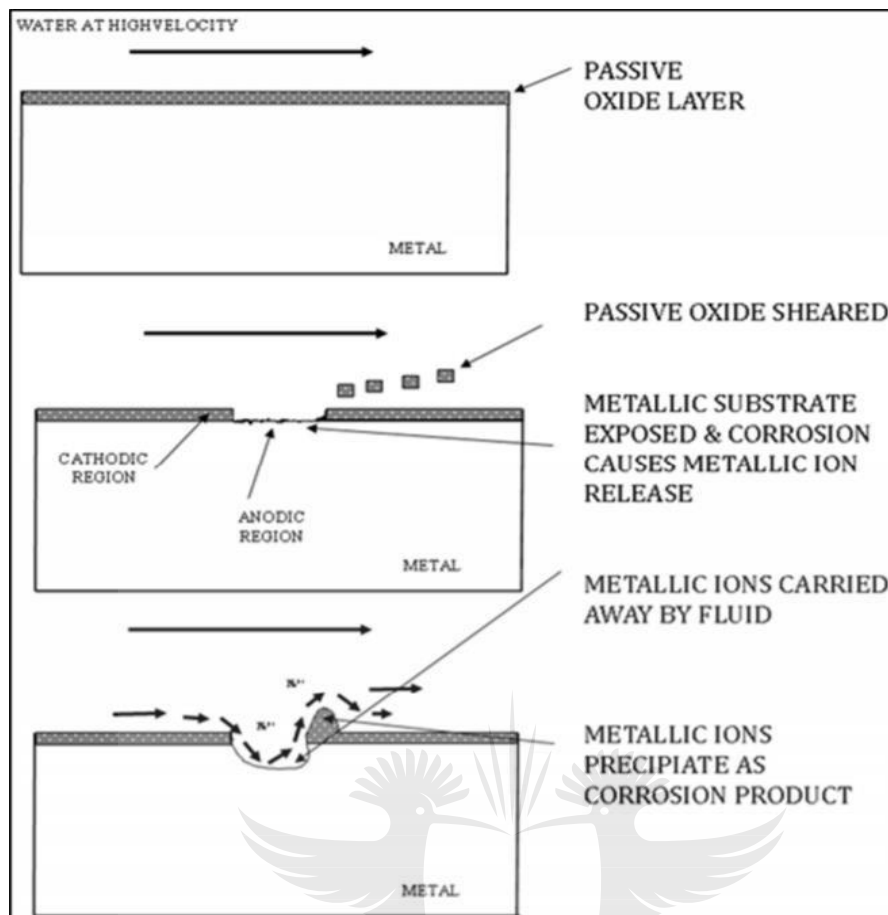 WATER AT HIGHVELOCITY
PASSIVE
OXIDE LAYER
METAL
PASSIVE OXIDE SHEARED
METALLIC SUBSTRATE
EXPOSED & CORROSION
CAUSES METALLIC ION
RELEASE
CATHODIC
REGION
ANODIC
REGION
METAL
METALLIC IONS CARRIED
AWAY BY FLUID
METALLIC IONS
PRECIPIATE AS
CORROSION PRODUCT
METAL